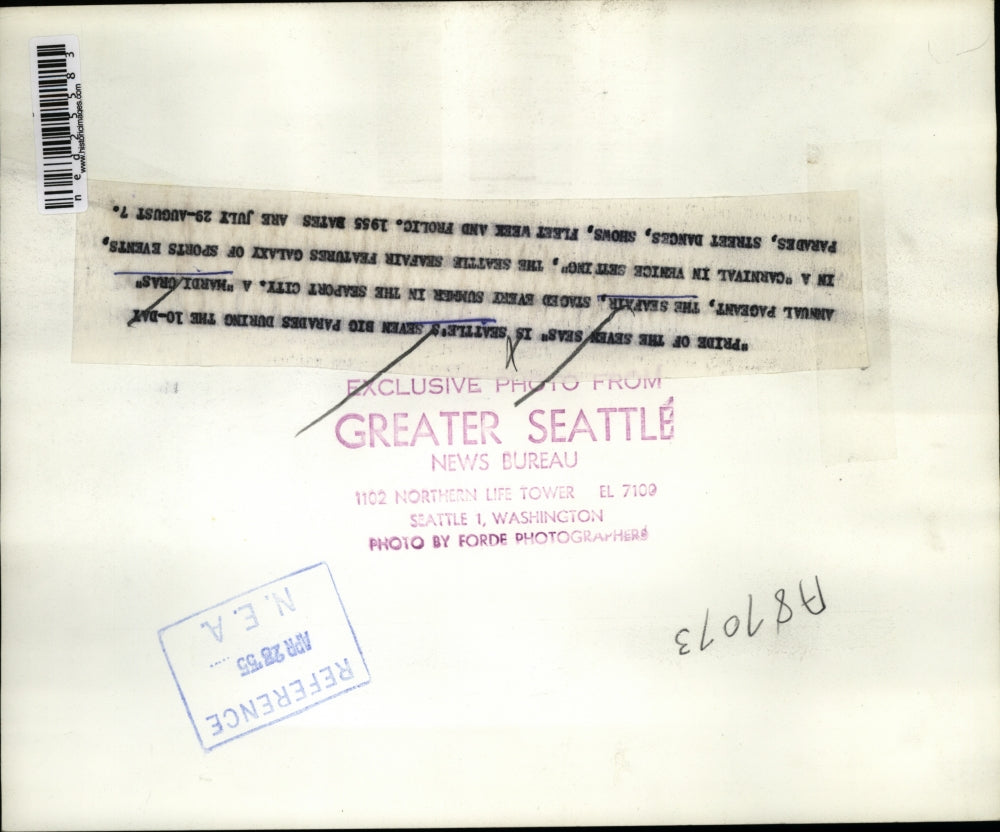 ned25583
www.historicimages.com
"PRIDE OF THE SEVEN SEAS" IS SEATTLE'S SEVEN BIG PARADES DURING THE 10-DAY
ANNUAL PAGEANT, THE SEAFAIR, STAGED EVERY SUMMER IN THE SEAPORT CITY. A "MARDI GRAS"
IN A "CARNIVAL IN VENICE SETTING", THE SEATTLE SEAFAIR FEATURES GALAXY OF SPORTS EVENTS,
PARADES, STREET DANCES, SHOWS, FLEET WEEK AND FROLIC. 1955 DATES ARE JULY 29-AUGUST 7.
EXCLUSIVE PHOTO FROM
GREATER SEATTLE
NEWS BUREAU
1102 NORTHERN LIFE TOWER EL 7100
SEATTLE 1, WASHINGTON
PHOTO BY FORDE PHOTOGRAPHERS
REFERENCE
APR 28 '55
N. E. A.